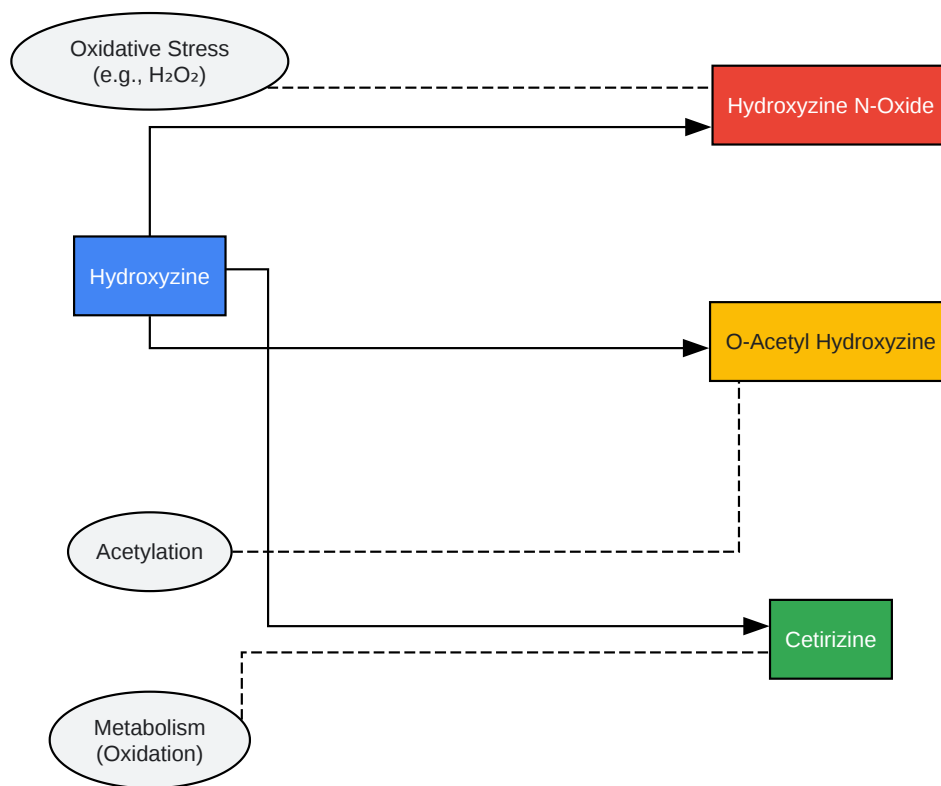 Oxidative Stress
(e.g., H₂O₂)
Hydroxyzine N-Oxide
Hydroxyzine
O-Acetyl Hydroxyzine
Acetylation
Cetirizine
Metabolism
(Oxidation)